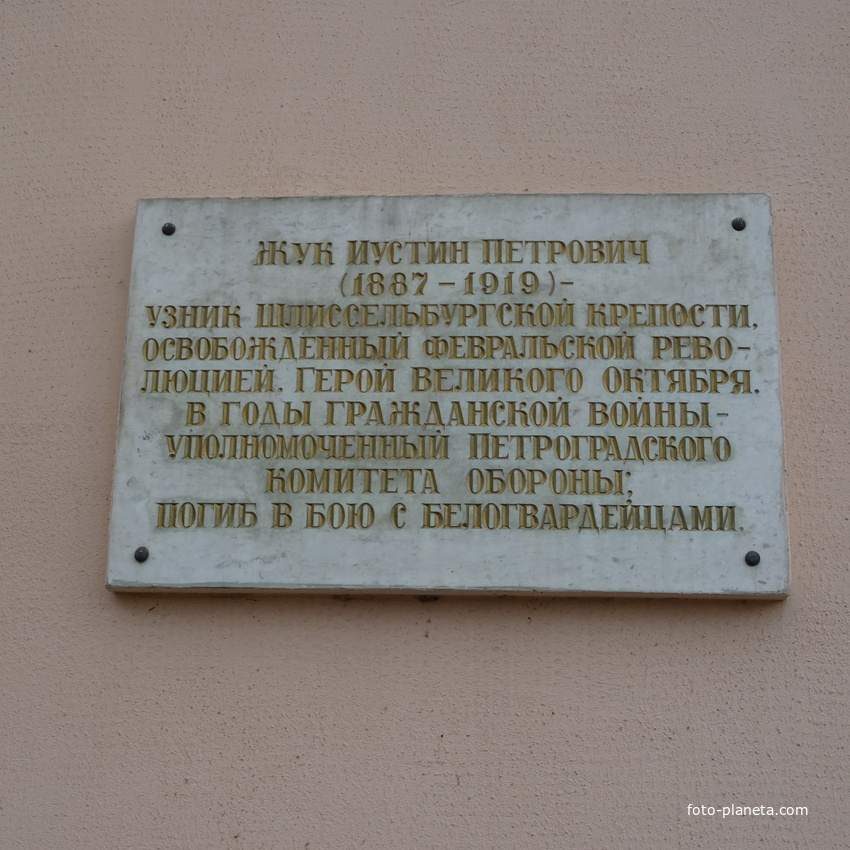 ЖУК ИУСТИН ПЕТРОВИЧ
(1887 – 1919) –
УЗНИК ШЛИССЕЛЬБУРГСКОЙ КРЕПОСТИ,
ОСВОБОЖДЕННЫЙ ФЕВРАЛЬСКОЙ РЕВО-
ЛЮЦИЕЙ. ГЕРОЙ ВЕЛИКОГО ОКТЯБРЯ.
В ГОДЫ ГРАЖДАНСКОЙ ВОЙНЫ –
УПОЛНОМОЧЕННЫЙ ПЕТРОГРАДСКОГО
КОМИТЕТА ОБОРОНЫ;
ПОГИБ В БОЮ С БЕЛОГВАРДЕЙЦАМИ.
foto-planeta.com